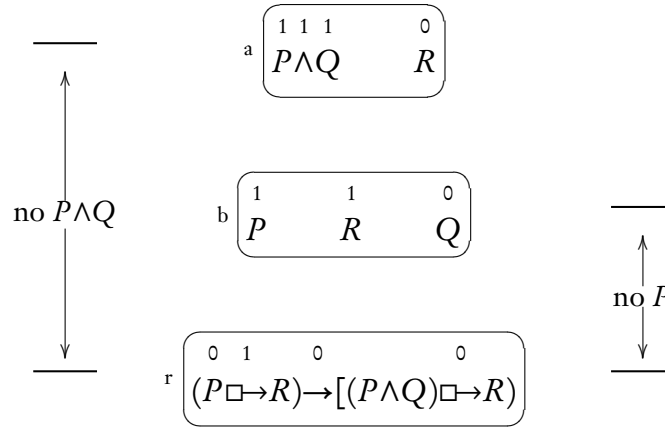 1 1 1 0
a P∧Q R
no P∧Q
1 1 0
b P R Q
no P
0 1 0 0
r (P□→R)→[(P∧Q)□→R)